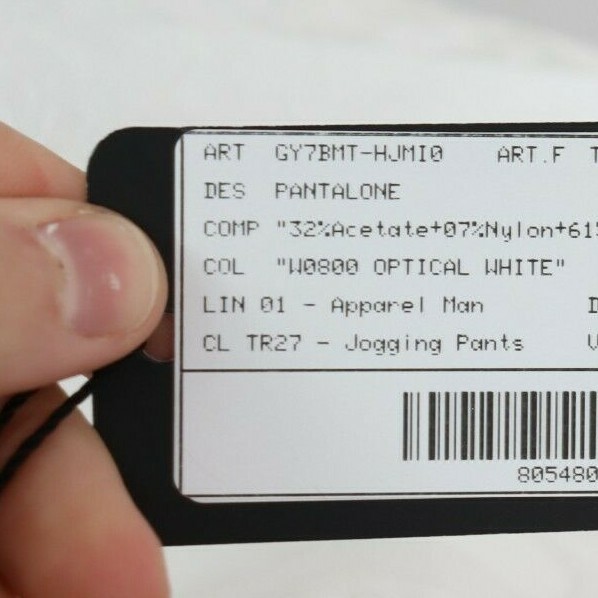 ART GY7BMT-HJMI0 ART.F T
DES PANTALONE
COMP "32%Acetate+07%Nylon+61%
COL "W0800 OPTICAL WHITE"
LIN 01 - Apparel Man D
CL TR27 - Jogging Pants V
805480